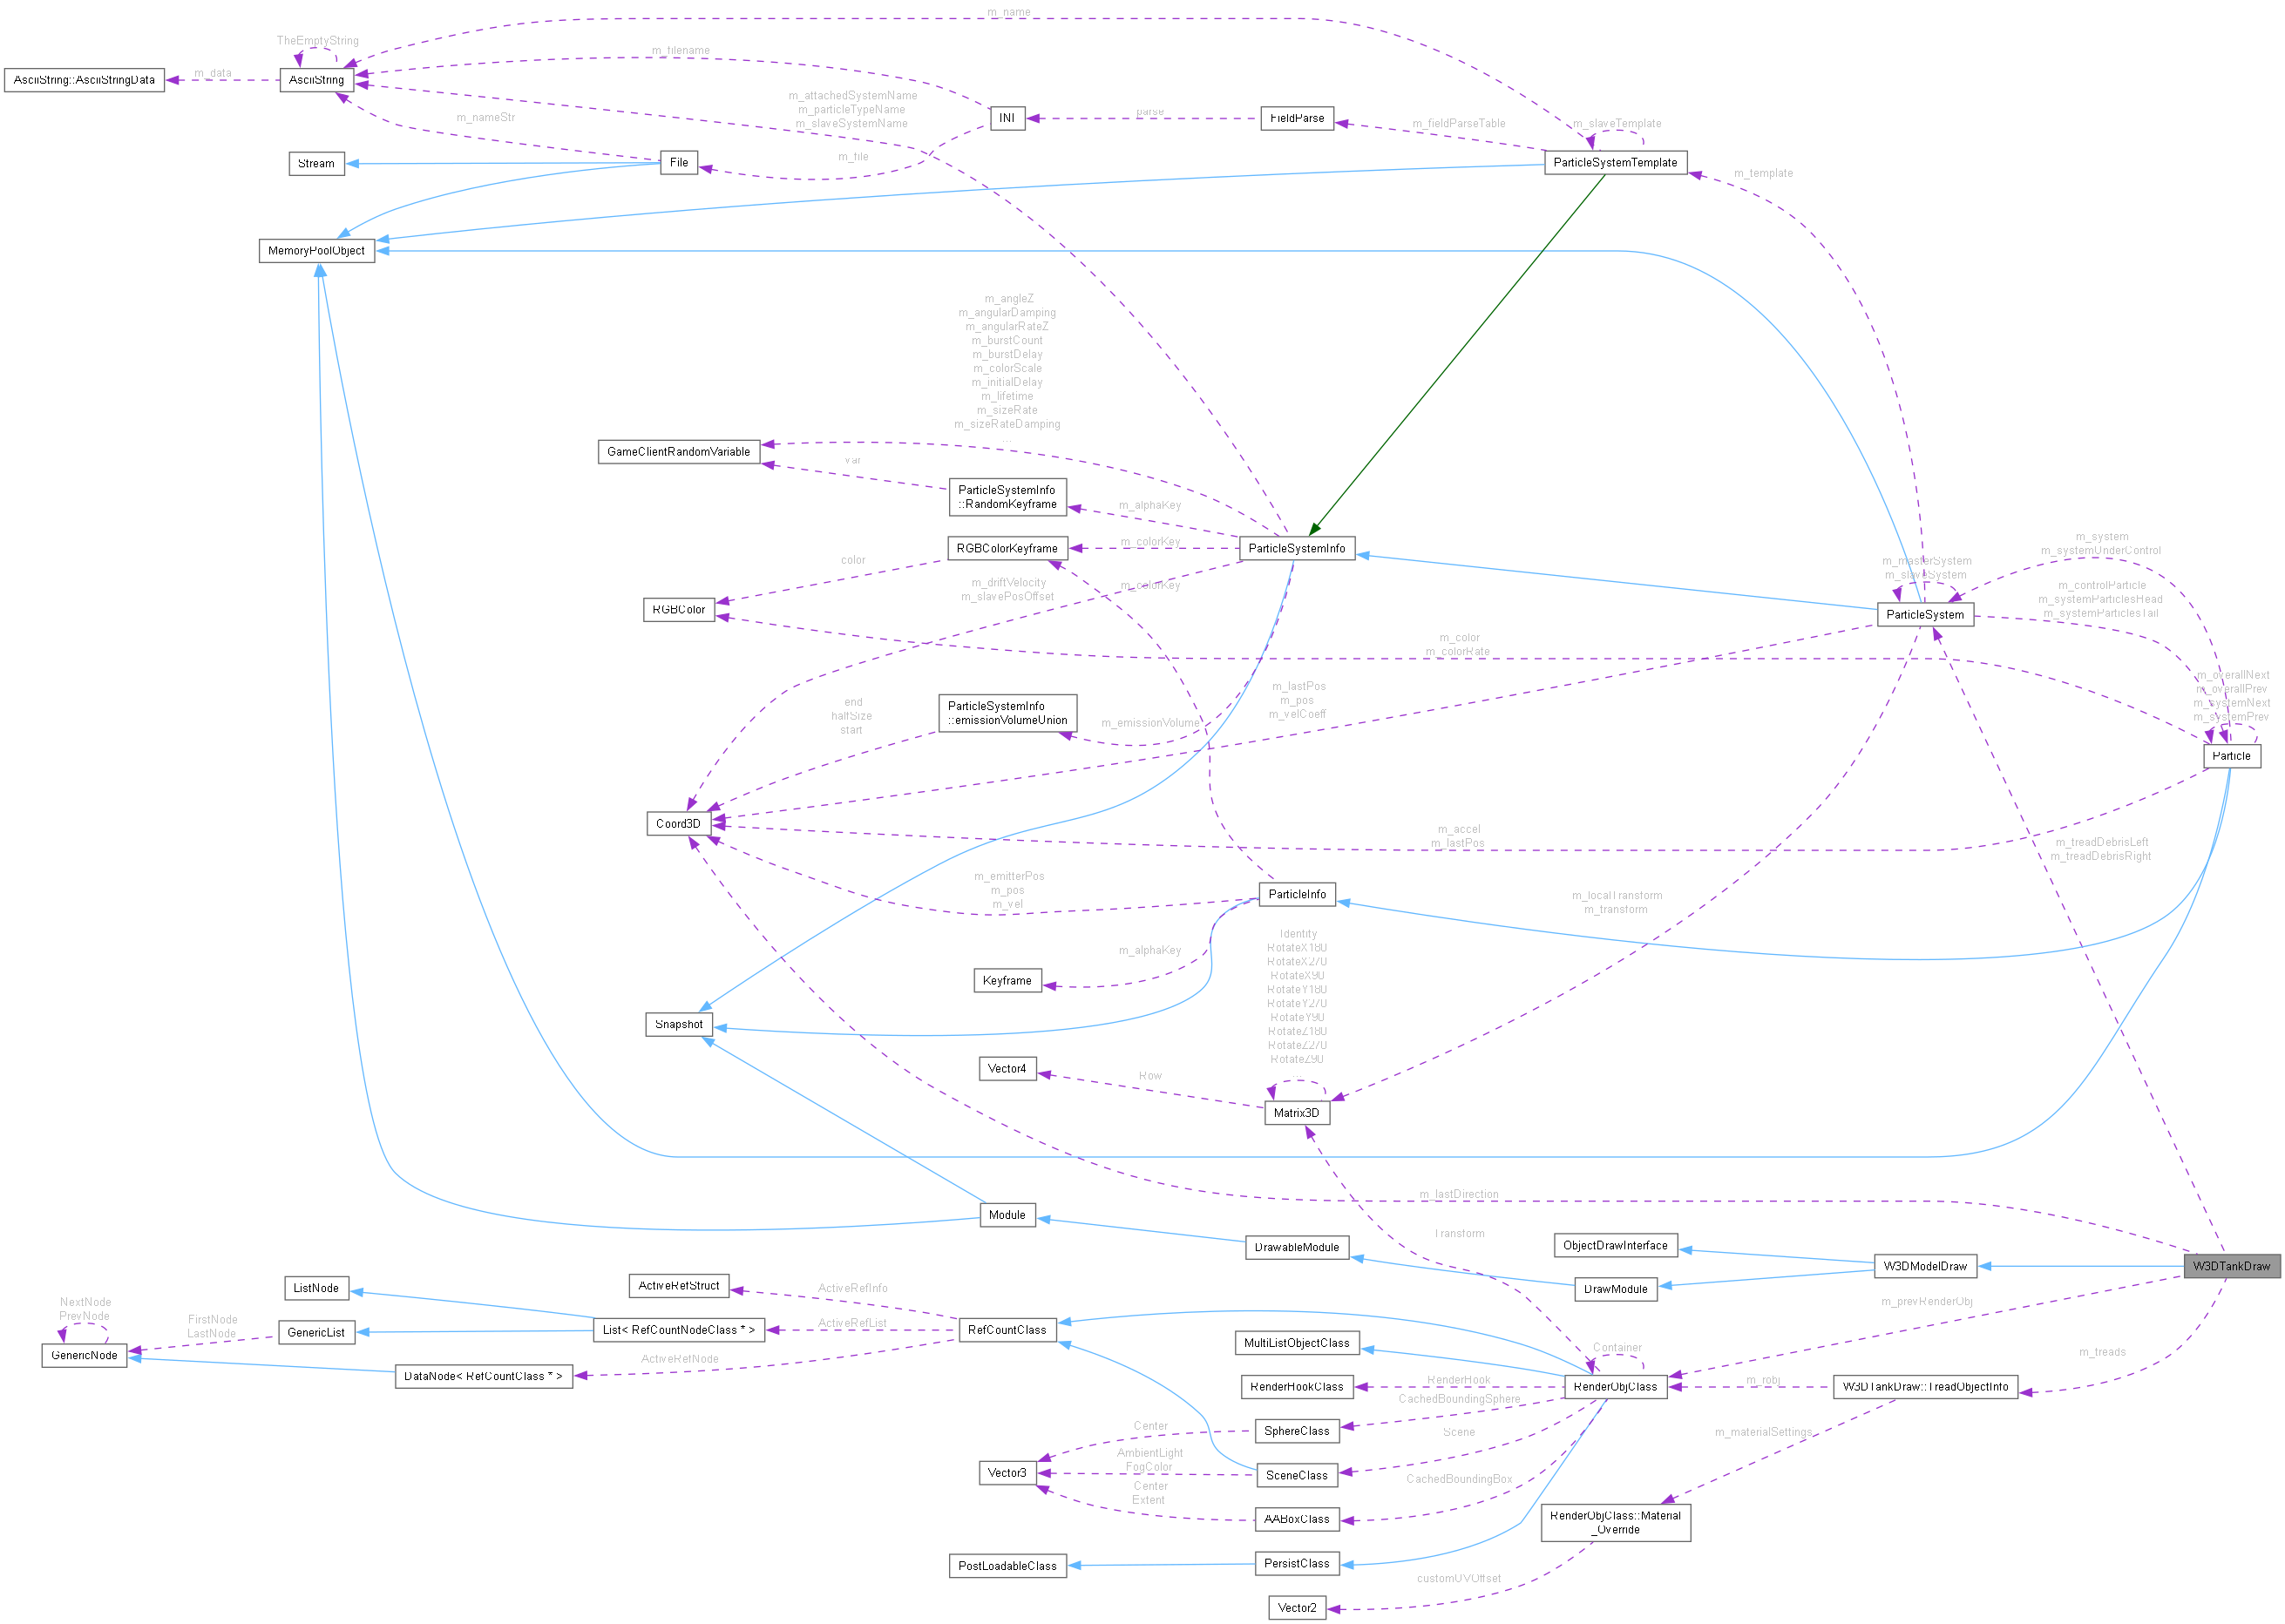 m_name
TheEmptyString
m_filename
AsciiString::AsciiStringData
m_data
AsciiString
m_attachedSystemName
m_particleTypeName
m_slaveSystemName
m_nameStr
INI
parse
FieldParse
m_fieldParseTable
m_slaveTemplate
Stream
File
m_file
ParticleSystemTemplate
m_template
MemoryPoolObject
m_angleZ
m_angularDamping
m_angularRateZ
m_burstCount
m_burstDelay
m_colorScale
m_initialDelay
m_lifetime
m_sizeRate
m_sizeRateDamping
...
GameClientRandomVariable
var
ParticleSystemInfo
::RandomKeyframe
m_alphaKey
RGBColorKeyframe
m_colorKey
ParticleSystemInfo
m_system
m_systemUnderControl
color
m_driftVelocity
m_slavePosOffset
m_colorKey
m_masterSystem
m_slaveSystem
m_controlParticle
m_systemParticlesHead
m_systemParticlesTail
RGBColor
ParticleSystem
m_color
m_colorRate
m_overallNext
m_overallPrev
m_systemNext
m_systemPrev
end
halfSize
start
ParticleSystemInfo
::emissionVolumeUnion
m_emissionVolume
m_lastPos
m_pos
m_velCoeff
Particle
Coord3D
m_accel
m_lastPos
m_treadDebrisLeft
m_treadDebrisRight
m_emitterPos
m_pos
m_vel
ParticleInfo
m_localTransform
m_transform
Keyframe
m_alphaKey
Identity
RotateX180
RotateX270
RotateX90
RotateY180
RotateY270
RotateY90
RotateZ180
RotateZ270
RotateZ90
...
Snapshot
Vector4
Row
Matrix3D
Module
m_lastDirection
DrawableModule
Transform
ObjectDrawInterface
W3DModelDraw
W3DTankDraw
DrawModule
ListNode
ActiveRefStruct
ActiveRefInfo
m_prevRenderObj
NextNode
PrevNode
FirstNode
LastNode
GenericList
List< RefCountNodeClass * >
ActiveRefList
RefCountClass
MultiListObjectClass
Container
m_treads
GenericNode
DataNode< RefCountClass * >
ActiveRefNode
RenderHookClass
RenderHook
RenderObjClass
m_robj
W3DTankDraw::TreadObjectInfo
CachedBoundingSphere
Center
SphereClass
Scene
m_materialSettings
AmbientLight
FogColor
Vector3
SceneClass
Center
Extent
CachedBoundingBox
AABoxClass
RenderObjClass::Material
_Override
PostLoadableClass
PersistClass
customUVOffset
Vector2